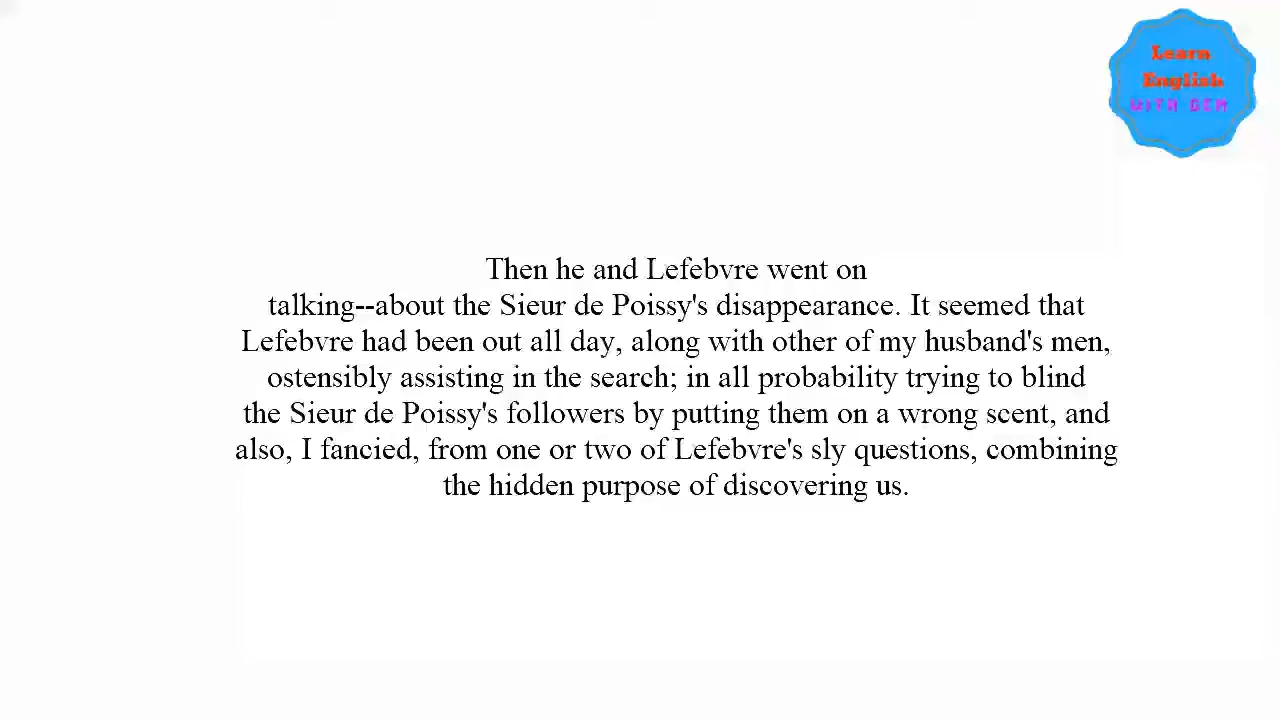 Learn
English
WITH BEM
Then he and Lefebvre went on
talking--about the Sieur de Poissy's disappearance. It seemed that
Lefebvre had been out all day, along with other of my husband's men,
ostensibly assisting in the search; in all probability trying to blind
the Sieur de Poissy's followers by putting them on a wrong scent, and
also, I fancied, from one or two of Lefebvre's sly questions, combining
the hidden purpose of discovering us.